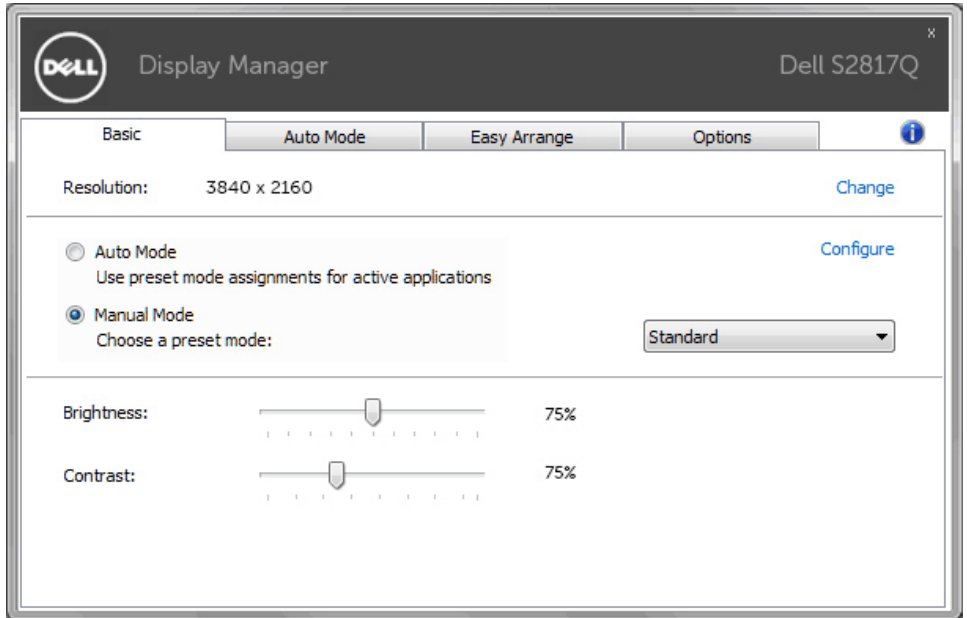 x
DELL Display Manager Dell S2817Q
Basic Auto Mode Easy Arrange Options i
Resolution: 3840 x 2160 Change
Auto Mode Configure
Use preset mode assignments for active applications
Manual Mode
Choose a preset mode: Standard
Brightness: 75%
Contrast: 75%